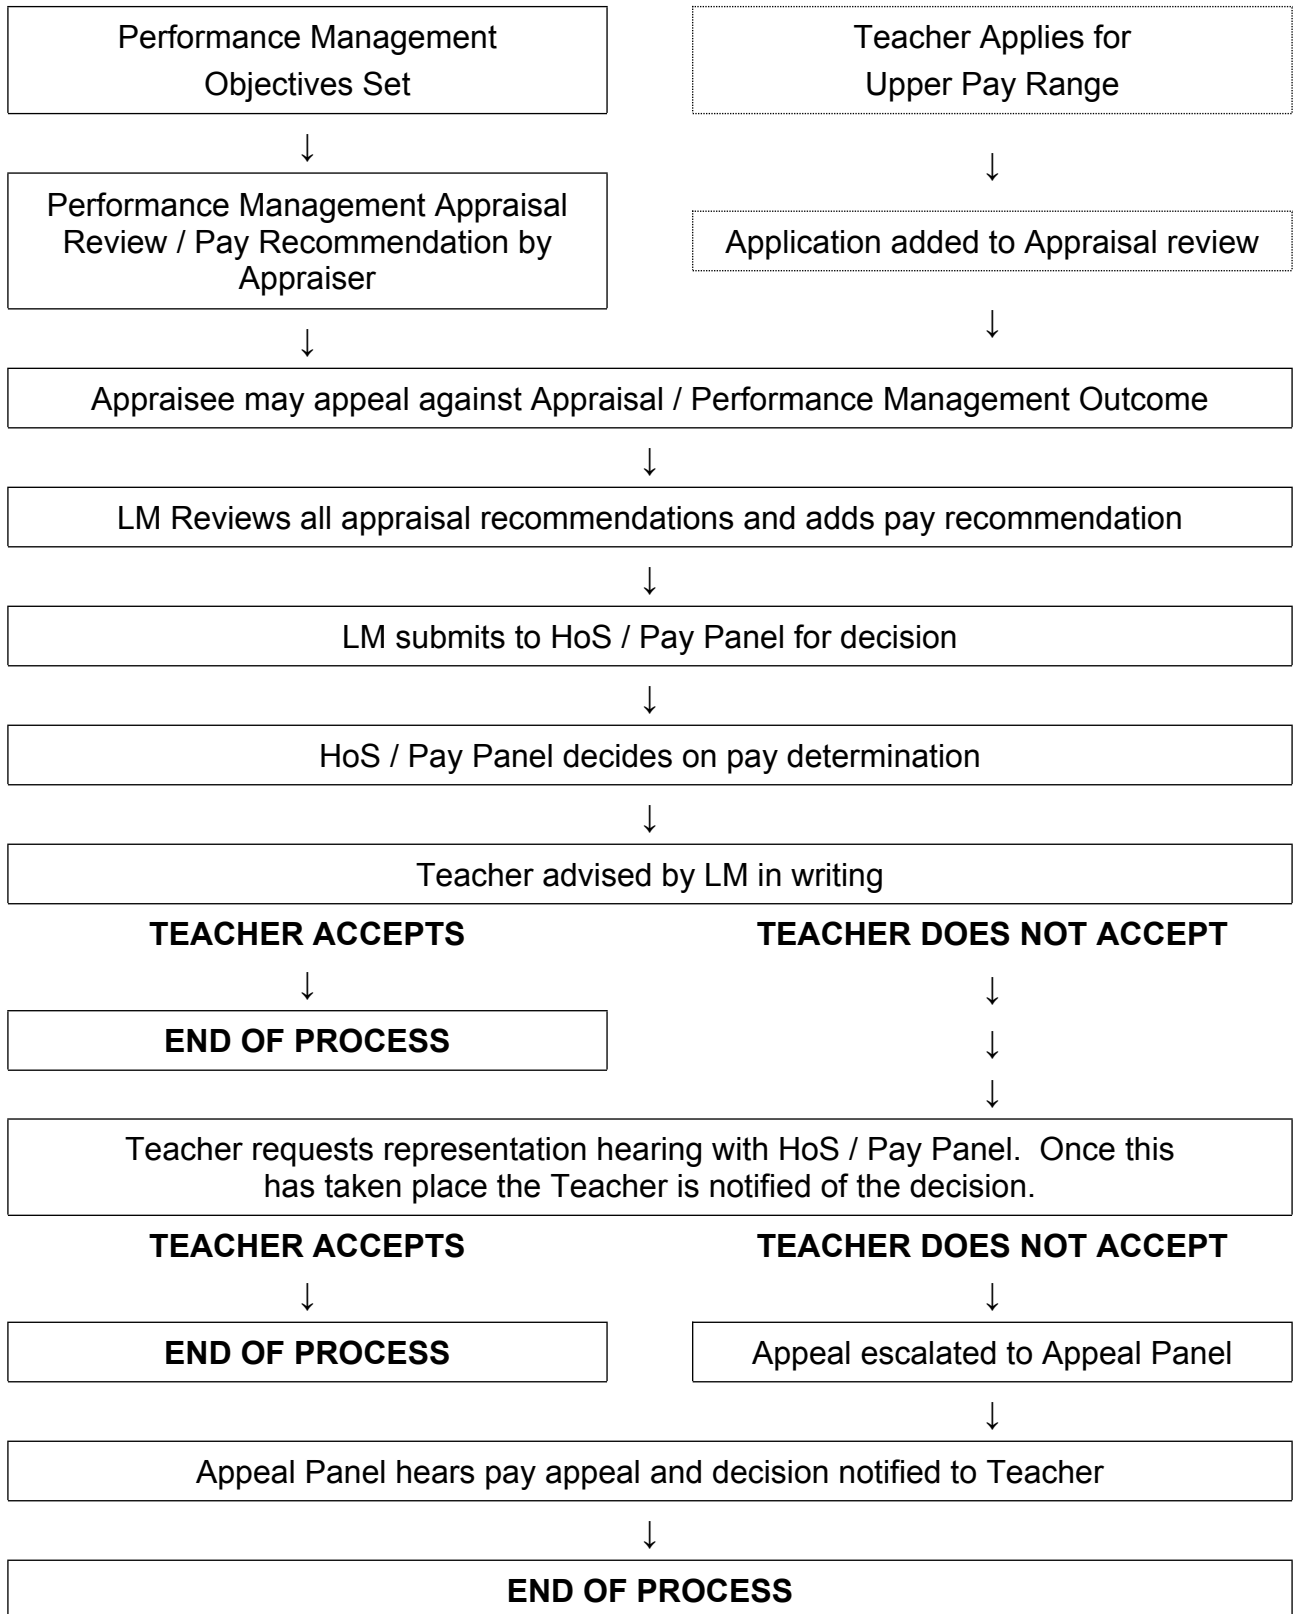 Performance Management
Objectives Set
Teacher Applies for
Upper Pay Range
↓
↓
Performance Management Appraisal
Review / Pay Recommendation by
Appraiser
Application added to Appraisal review
↓
↓
Appraisee may appeal against Appraisal / Performance Management Outcome
↓
LM Reviews all appraisal recommendations and adds pay recommendation
↓
LM submits to HoS / Pay Panel for decision
↓
HoS / Pay Panel decides on pay determination
↓
Teacher advised by LM in writing
TEACHER ACCEPTS
TEACHER DOES NOT ACCEPT
↓
↓
END OF PROCESS
↓
↓
Teacher requests representation hearing with HoS / Pay Panel.  Once this
has taken place the Teacher is notified of the decision.
TEACHER ACCEPTS
TEACHER DOES NOT ACCEPT
↓
↓
END OF PROCESS
Appeal escalated to Appeal Panel
↓
Appeal Panel hears pay appeal and decision notified to Teacher
↓
END OF PROCESS